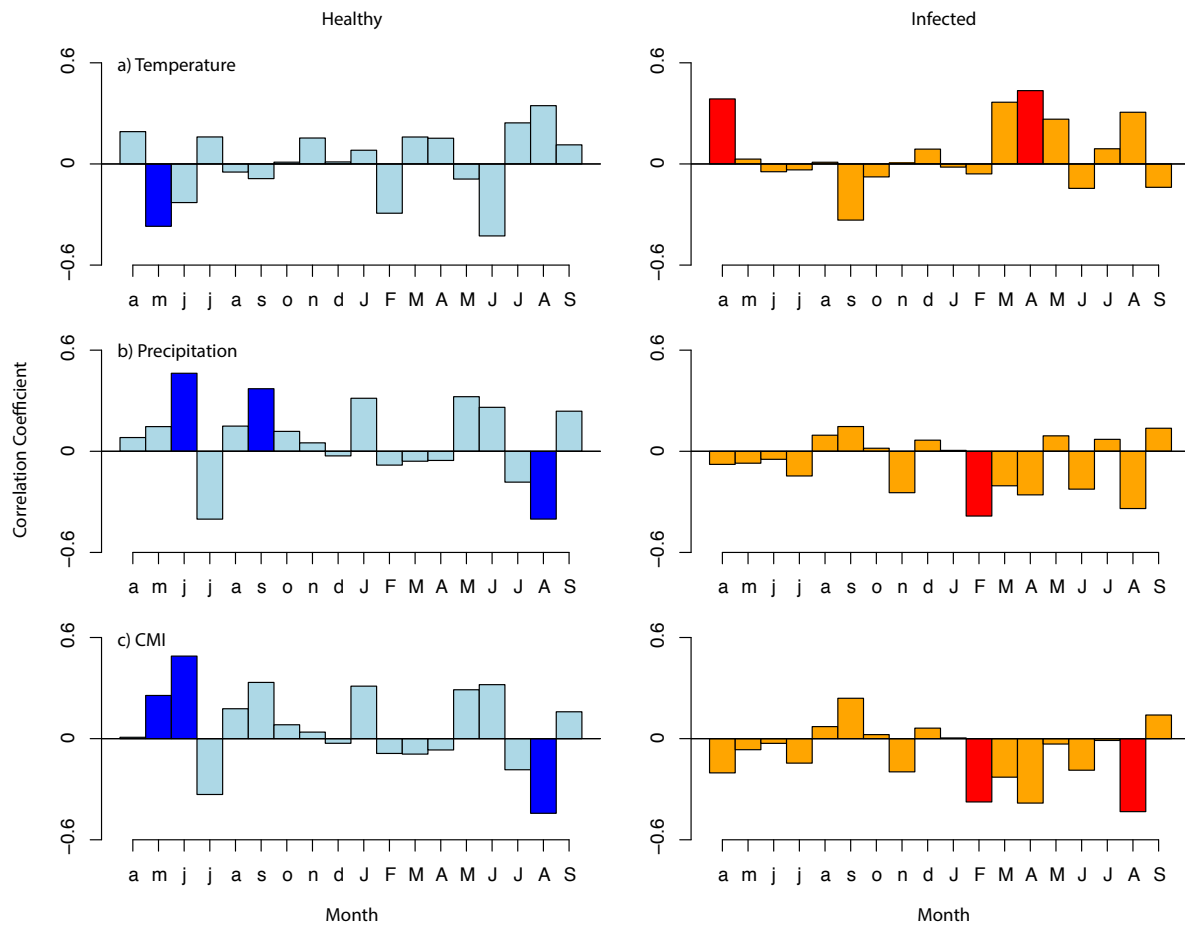 Healthy
Infected
a) Temperature
0.6
0
−0.6
a m j j a s o n d J F M A M J J A S
0.6
0
−0.6
a m j j a s o n d J F M A M J J A S
b) Precipitation
0.6
0
−0.6
a m j j a s o n d J F M A M J J A S
0.6
0
−0.6
a m j j a s o n d J F M A M J J A S
Correlation Coefficient
c) CMI
0.6
0
−0.6
a m j j a s o n d J F M A M J J A S
0.6
0
−0.6
a m j j a s o n d J F M A M J J A S
Month
Month